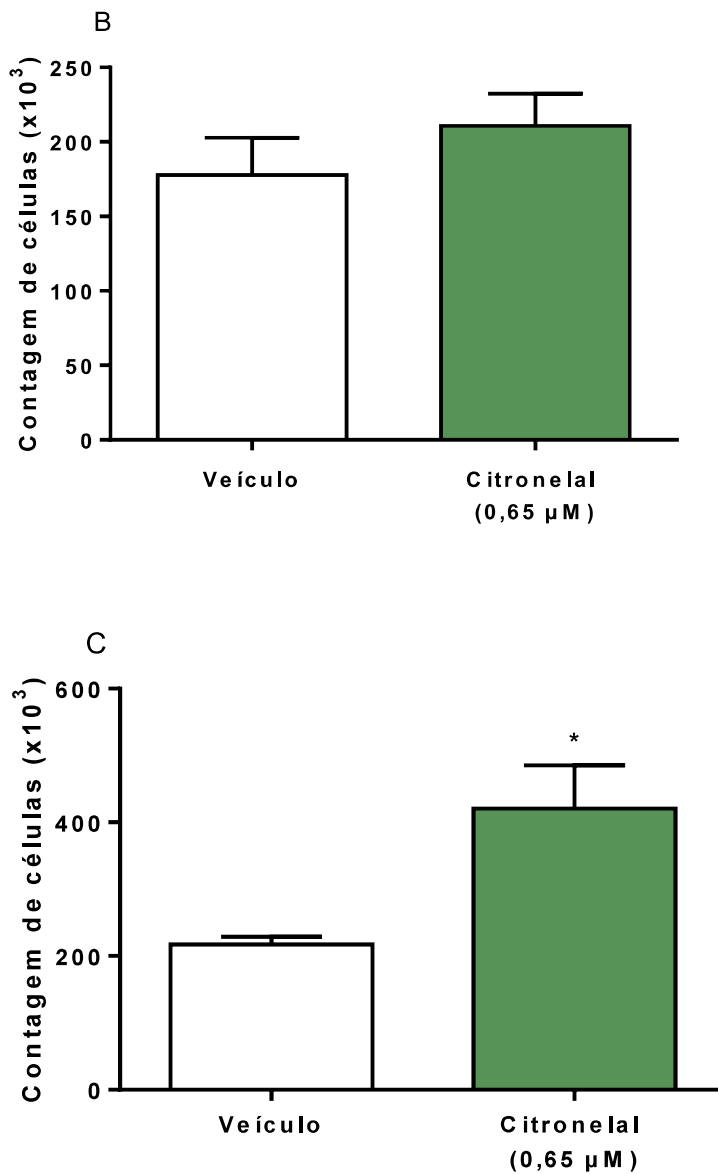 B
Contagem de células (x10³)
250
200
150
100
50
0
Veículo
Citronelal
(0,65 µM)
C
Contagem de células (x10³)
600
*
400
200
0
Veículo
Citronelal
(0,65 µM)